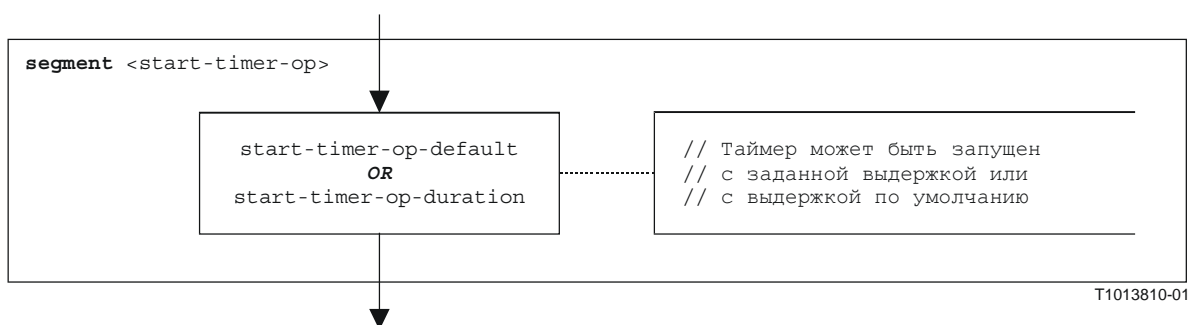 segment <start-timer-op>
start-timer-op-default
OR
start-timer-op-duration
// Таймер может быть запущен
// с заданной выдержкой или
// с выдержкой по умолчанию
T1013810-01